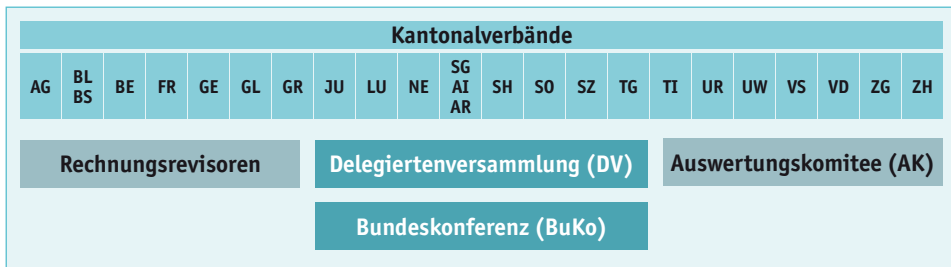 Kantonalverbände
AG BL BS BE FR GE GL GR JU LU NE SG AI AR SH SO SZ TG TI UR UW VS VD ZG ZH
Rechnungsrevisoren Delegiertenversammlung (DV) Auswertungskomitee (AK)
Bundeskonferenz (BuKo)